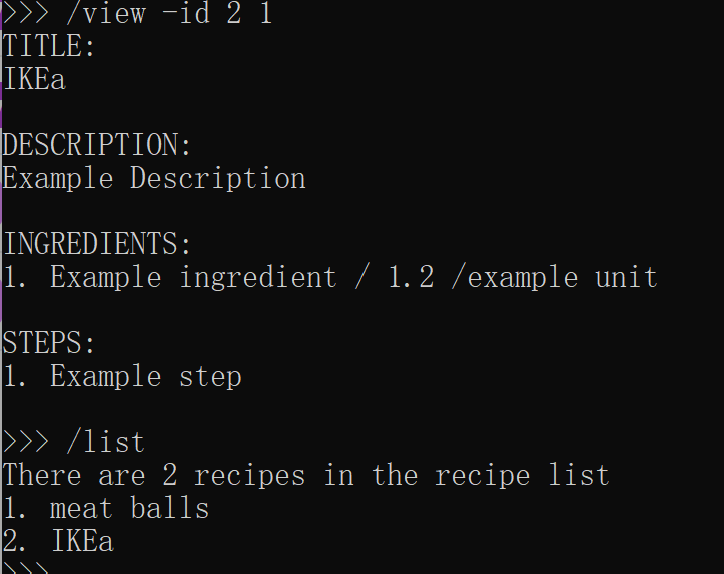 >>> /view -id 2 1
TITLE:
IKEa
DESCRIPTION:
Example Description
INGREDIENTS:
1. Example ingredient / 1.2 /example unit
STEPS:
1. Example step
>>> /list
There are 2 recipes in the recipe list
1. meat balls
2. IKEa
>>>